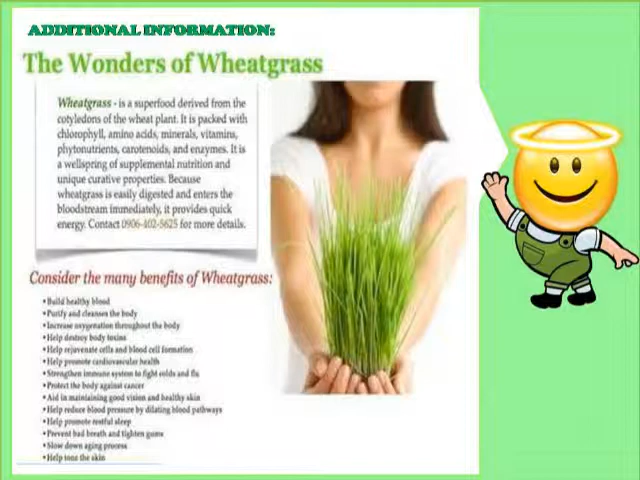 ADDITIONAL INFORMATION:
The Wonders of Wheatgrass
Wheatgrass - is a superfood derived from the
cotyledons of the wheat plant. It is packed with
chlorophyll, amino acids, minerals, vitamins,
phytonutrients, carotenoids, and enzymes. It is
a wellspring of supplemental nutrition and
unique curative properties. Because
wheatgrass is easily digested and enters the
bloodstream immediately, it provides quick
energy. Contact 0906-402-5625 for more details.
Consider the many benefits of Wheatgrass:
• Build healthy blood
• Purify and cleanses the body
• Increase oxygenation throughout the body
• Help destroy body toxins
• Help rejuvenate cells and blood cell formation
• Help promote cardiovascular health
• Strengthen immune system to fight colds and flu
• Protect the body against cancer
• Aid in maintaining good vision and healthy skin
• Help reduce blood pressure by dilating blood pathways
• Help promote restful sleep
• Prevent bad breath and tighten gums
• Slow down aging process
• Help tone the skin